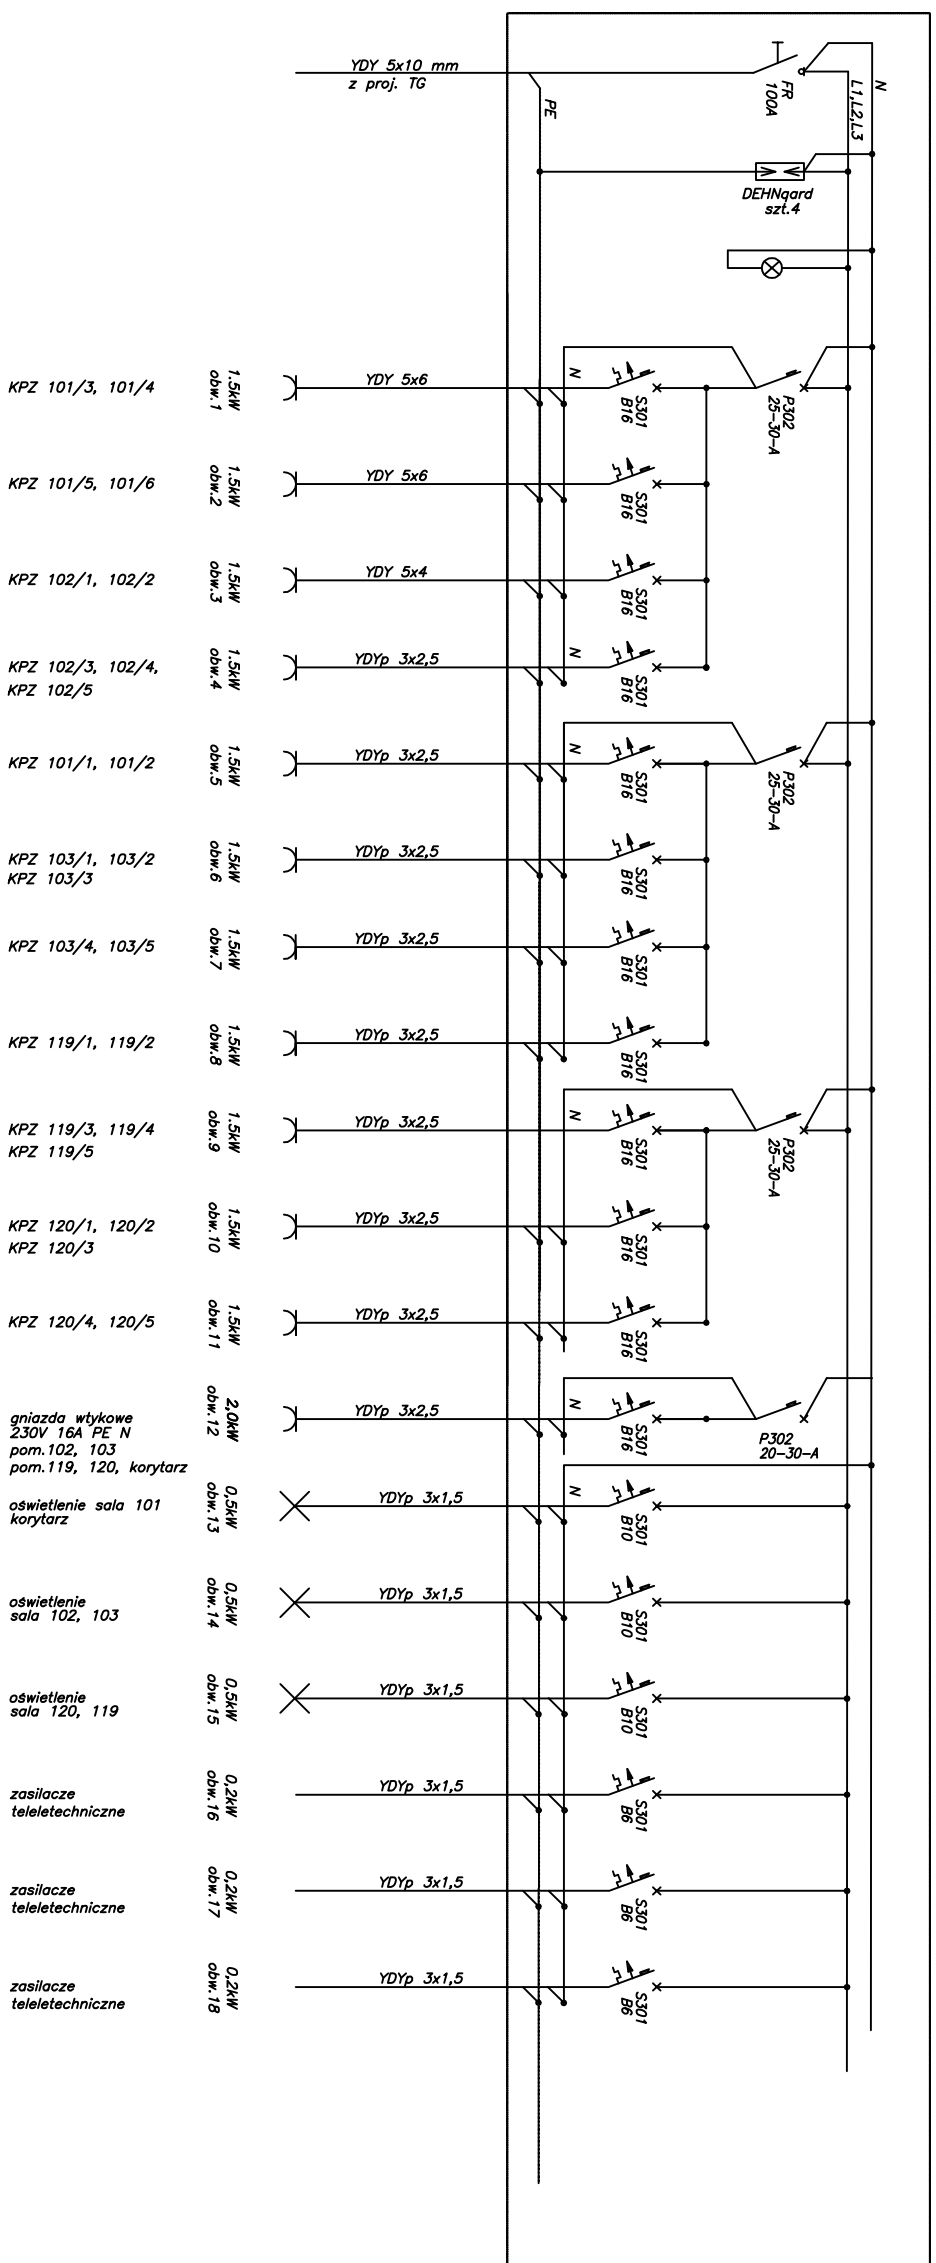 YDY 5x10 mm
z proj. TG
PE
FR
100A
L1,L2,L3
N
DEHNgard
szt.4
KPZ 101/3, 101/4
1.5kW
obw.1
YDY 5x6
N
S301
B16
P302
25-30-A
KPZ 101/5, 101/6
1.5kW
obw.2
YDY 5x6
S301
B16
KPZ 102/1, 102/2
1.5kW
obw.3
YDY 5x4
S301
B16
KPZ 102/3, 102/4,
KPZ 102/5
1.5kW
obw.4
YDYp 3x2,5
N
S301
B16
KPZ 101/1, 101/2
1.5kW
obw.5
YDYp 3x2,5
N
S301
B16
P302
25-30-A
KPZ 103/1, 103/2
KPZ 103/3
1.5kW
obw.6
YDYp 3x2,5
S301
B16
KPZ 103/4, 103/5
1.5kW
obw.7
YDYp 3x2,5
S301
B16
KPZ 119/1, 119/2
1.5kW
obw.8
YDYp 3x2,5
S301
B16
KPZ 119/3, 119/4
KPZ 119/5
1.5kW
obw.9
YDYp 3x2,5
N
S301
B16
P302
25-30-A
KPZ 120/1, 120/2
KPZ 120/3
1.5kW
obw.10
YDYp 3x2,5
S301
B16
KPZ 120/4, 120/5
1.5kW
obw.11
YDYp 3x2,5
S301
B16
gniazda wtykowe
230V 16A PE N
pom.102, 103
pom.119, 120, korytarz
2,0kW
obw.12
YDYp 3x2,5
N
S301
B16
P302
20-30-A
oświetlenie sala 101
korytarz
0,5kW
obw.13
YDYp 3x1,5
N
S301
B10
oświetlenie
sala 102, 103
0,5kW
obw.14
YDYp 3x1,5
S301
B10
oświetlenie
sala 120, 119
0,5kW
obw.15
YDYp 3x1,5
S301
B10
zasilacze
teleletechniczne
0,2kW
obw.16
YDYp 3x1,5
S301
B6
zasilacze
teleletechniczne
0,2kW
obw.17
YDYp 3x1,5
S301
B6
zasilacze
teleletechniczne
0,2kW
obw.18
YDYp 3x1,5
S301
B6